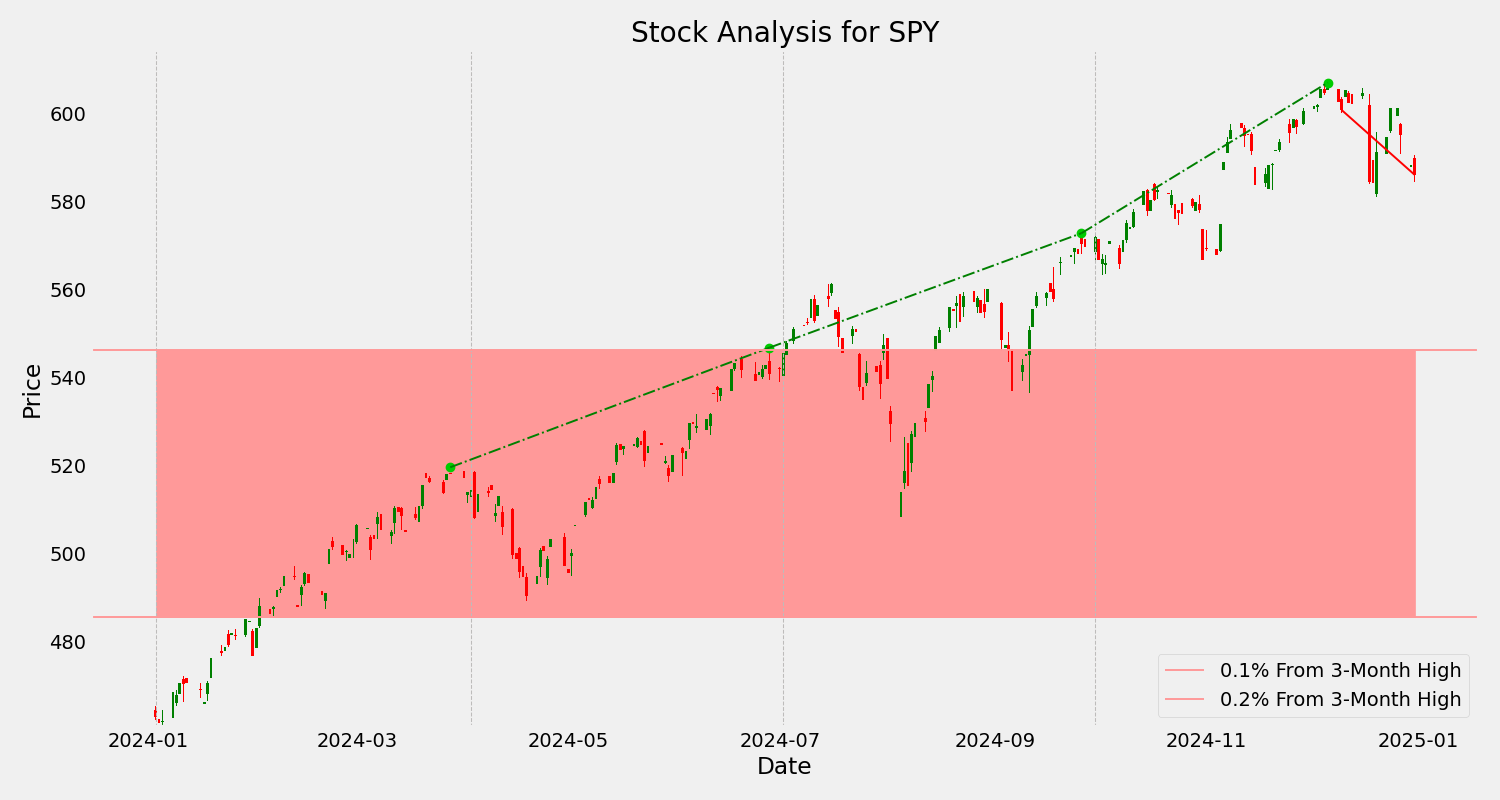 Stock Analysis for SPY
Price
600
580
560
540
520
500
480
0.1% From 3-Month High
0.2% From 3-Month High
2024-01 2024-03 2024-05 2024-07 2024-09 2024-11 2025-01
Date